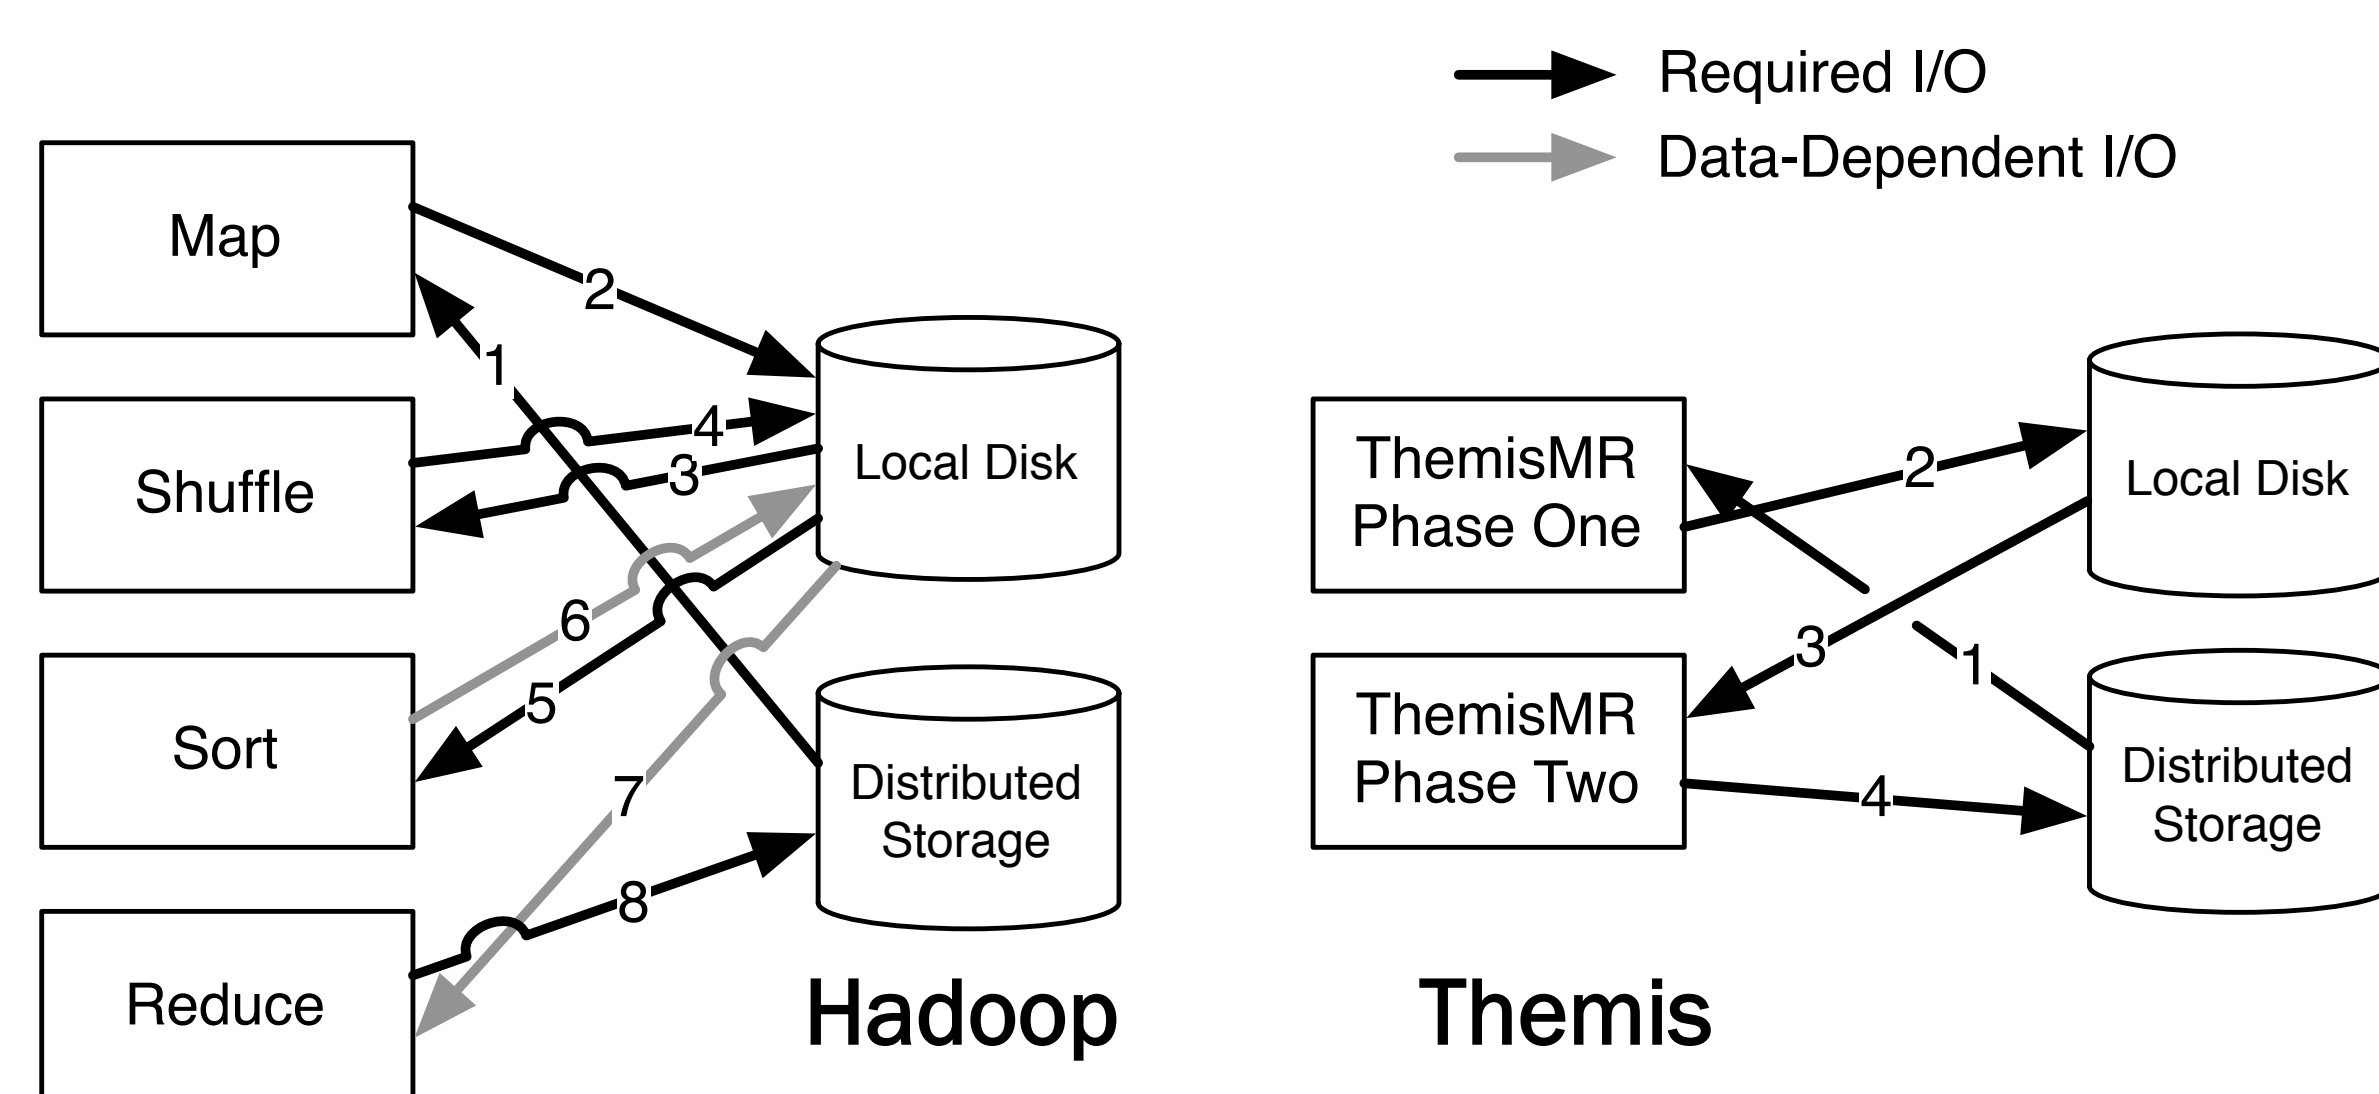 Required I/O
Data-Dependent I/O
Map
2
1
Shuffle
4
3
Local Disk
6
Sort
5
7
Distributed
Storage
8
Reduce
Hadoop
ThemisMR
Phase One
2
Local Disk
3
1
ThemisMR
Phase Two
4
Distributed
Storage
Themis